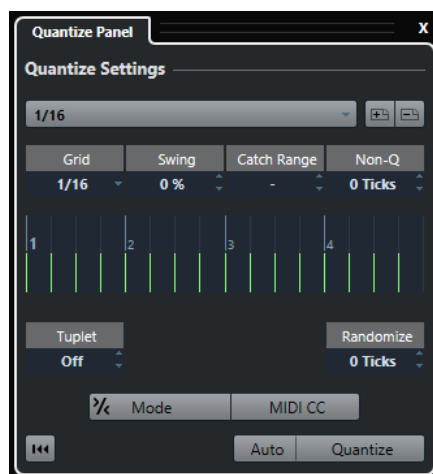 Quantize Panel X
Quantize Settings
1/16
Grid Swing Catch Range Non-Q
1/16 0 % - 0 Ticks
1 2 3 4
Tuplet Randomize
Off 0 Ticks
Mode MIDI CC
Auto Quantize